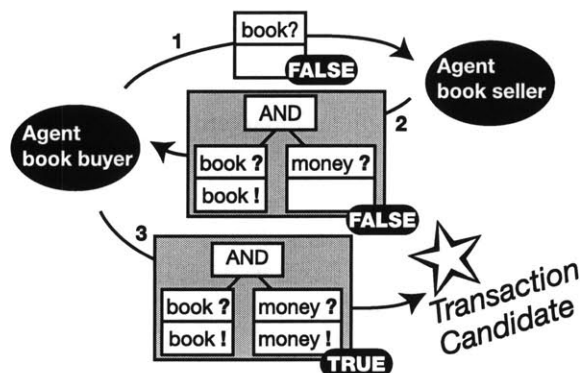 1
book?
FALSE
Agent
book seller
AND
2
Agent
book buyer
book ?
money ?
book !
FALSE
3
AND
book ?
money ?
book !
money !
TRUE
Transaction
Candidate